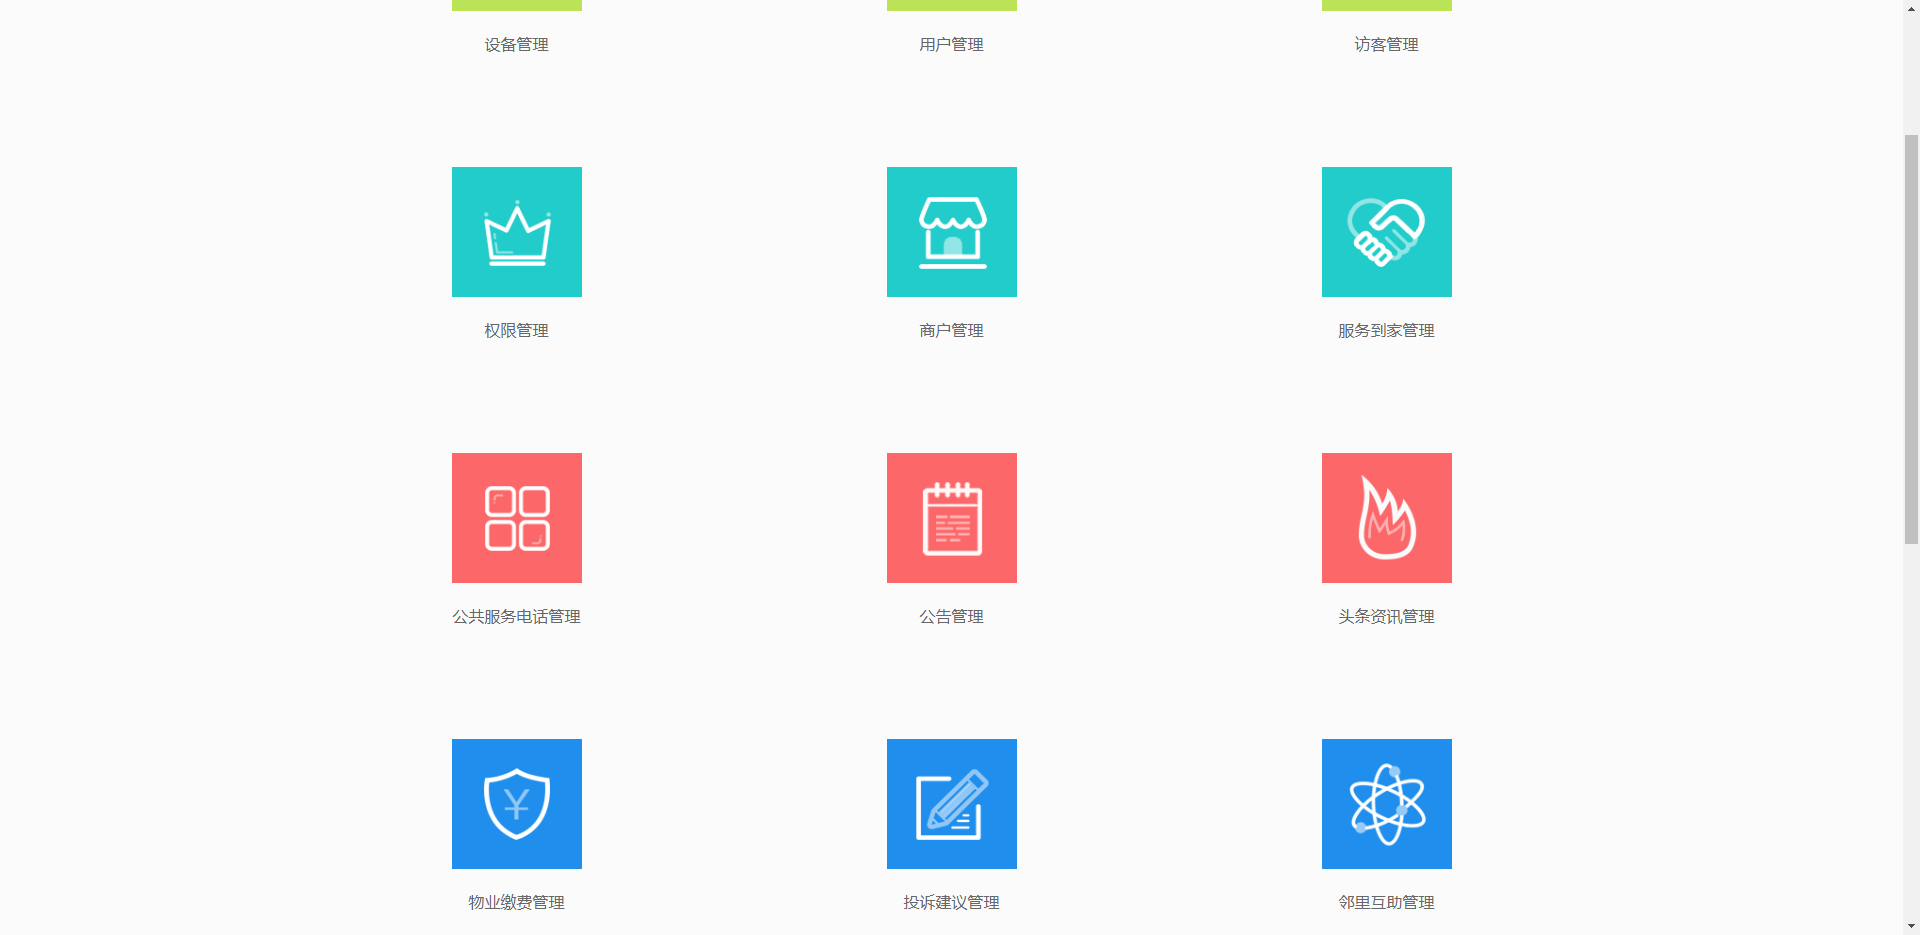 设备管理
用户管理
访客管理
权限管理
商户管理
服务到家管理
公共服务电话管理
公告管理
头条资讯管理
物业缴费管理
投诉建议管理
邻里互助管理